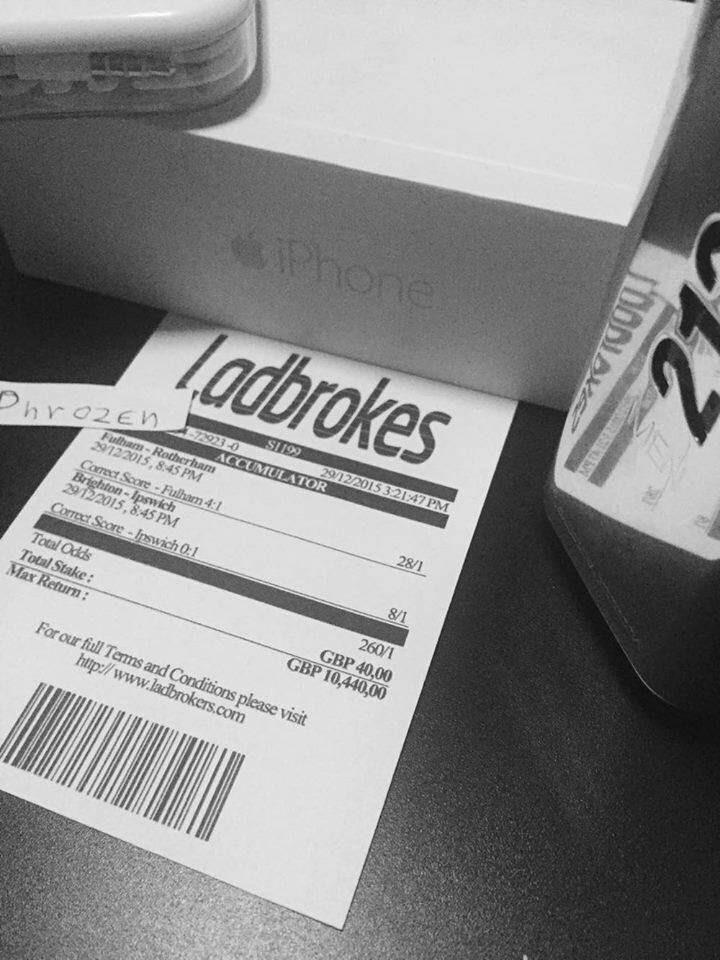 iPhone
212
Ladbrokes
Phrozen
-72923 -0 S1199 29/12/2015 3:21:47 PM
ACCUMULATOR
Fulham - Rotherham
29/12/2015, 8:45 PM
Correct Score - Fulham 4:1
28/1
Brighton - Ipswich
29/12/2015, 8:45 PM
Correct Score - Ipswich 0:1
8/1
Total Odds 260/1
Total Stake : GBP 40,00
Max Return : GBP 10,440,00
For our full Terms and Conditions please visit
http:// www.ladbrokers.com